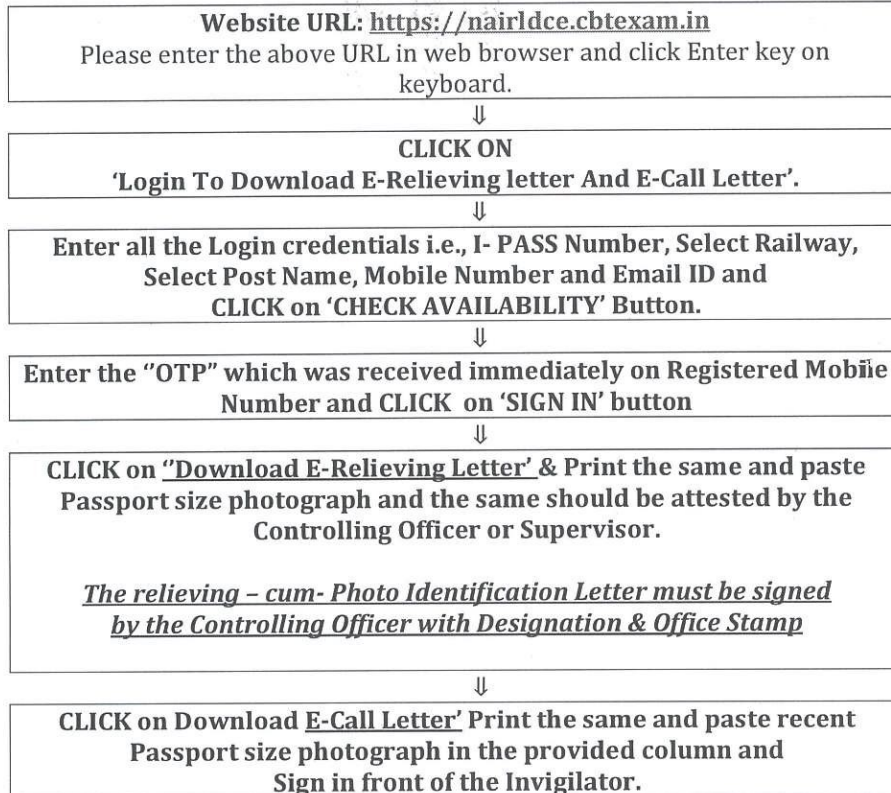 Website URL: https://nairldce.cbtexam.in
Please enter the above URL in web browser and click Enter key on
keyboard.
⇓
CLICK ON
‘Login To Download E-Relieving letter And E-Call Letter’.
⇓
Enter all the Login credentials i.e., I- PASS Number, Select Railway,
Select Post Name, Mobile Number and Email ID and
CLICK on ‘CHECK AVAILABILITY’ Button.
⇓
Enter the ‘‘OTP” which was received immediately on Registered Mobile
Number and CLICK on ‘SIGN IN’ button
⇓
CLICK on ‘‘Download E-Relieving Letter’ & Print the same and paste
Passport size photograph and the same should be attested by the
Controlling Officer or Supervisor.
The relieving – cum- Photo Identification Letter must be signed
by the Controlling Officer with Designation & Office Stamp
⇓
CLICK on Download E-Call Letter’ Print the same and paste recent
Passport size photograph in the provided column and
Sign in front of the Invigilator.